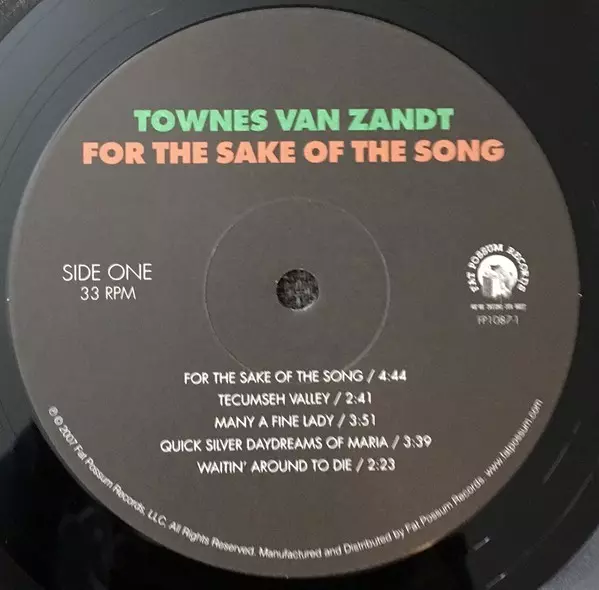 TOWNES VAN ZANDT
FOR THE SAKE OF THE SONG
SIDE ONE
33 RPM
FAT POSSUM RECORDS
FP1087-1
FOR THE SAKE OF THE SONG / 4:44
TECUMSEH VALLEY / 2:41
MANY A FINE LADY / 3:51
QUICK SILVER DAYDREAMS OF MARIA / 3:39
WAITIN' AROUND TO DIE / 2:23
℗ © 2007 Fat Possum Records, LLC. All Rights Reserved. Manufactured and Distributed by Fat Possum Records. www.fatpossum.com